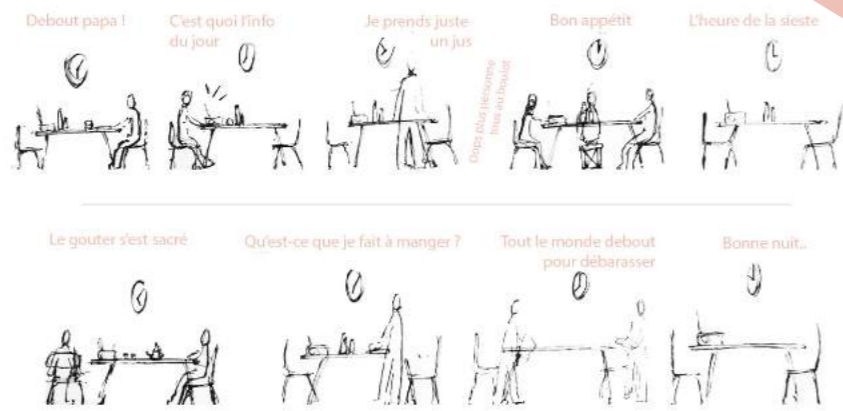 Debout papa !
C'est quoi l'info
du jour
Je prends juste
un jus
Oops plus personne
tous au boulot
Bon appétit
L'heure de la sieste
Le gouter s'est sacré
Qu'est-ce que je fait à manger ?
Tout le monde debout
pour débarasser
Bonne nuit..